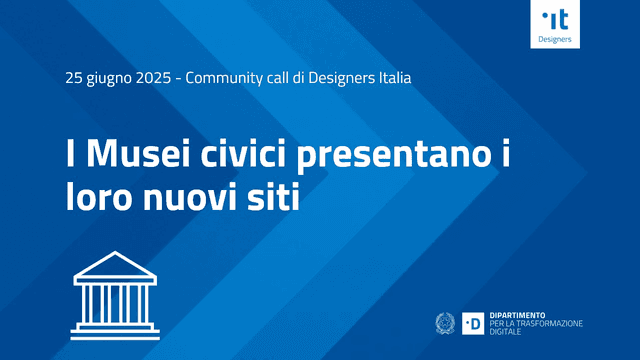 ·it
Designers
25 giugno 2025 - Community call di Designers Italia
I Musei civici presentano i
loro nuovi siti
·D
DIPARTIMENTO
PER LA TRASFORMAZIONE
DIGITALE